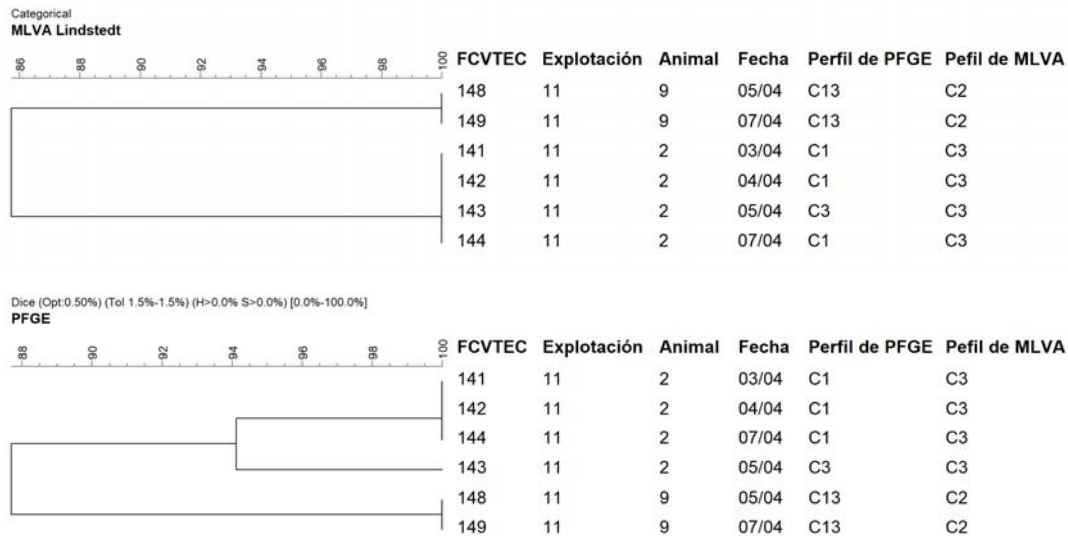 Categorical
MLVA Lindstedt
86 88 90 92 94 96 98 100
FCVTEC Explotación Animal Fecha Perfil de PFGE Pefil de MLVA
148 11 9 05/04 C13 C2
149 11 9 07/04 C13 C2
141 11 2 03/04 C1 C3
142 11 2 04/04 C1 C3
143 11 2 05/04 C3 C3
144 11 2 07/04 C1 C3
Dice (Opt:0.50%) (Tol 1.5%-1.5%) (H>0.0% S>0.0%) [0.0%-100.0%]
PFGE
88 90 92 94 96 98 100
FCVTEC Explotación Animal Fecha Perfil de PFGE Pefil de MLVA
141 11 2 03/04 C1 C3
142 11 2 04/04 C1 C3
144 11 2 07/04 C1 C3
143 11 2 05/04 C3 C3
148 11 9 05/04 C13 C2
149 11 9 07/04 C13 C2